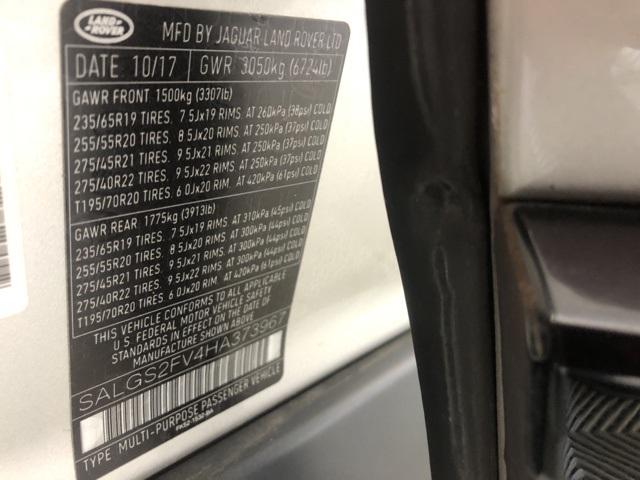 LAND
ROVER
MFD BY JAGUAR LAND ROVER LTD
DATE 10/17 GWR 3050kg (6724lb)
GAWR FRONT 1500kg (3307lb)
235/65R19 TIRES, 7.5Jx19 RIMS, AT 260kPa (38psi) COLD
255/55R20 TIRES, 8.5Jx20 RIMS, AT 250kPa (37psi) COLD
275/45R21 TIRES, 9.5Jx21 RIMS, AT 250kPa (37psi) COLD
275/40R22 TIRES, 9.5Jx22 RIMS, AT 250kPa (37psi) COLD
T195/70R20 TIRES, 6.0Jx20 RIM, AT 420kPa (61psi) COLD
GAWR REAR 1775kg (3913lb)
235/65R19 TIRES, 7.5Jx19 RIMS, AT 310kPa (45psi) COLD
255/55R20 TIRES, 8.5Jx20 RIMS, AT 300kPa (44psi) COLD
275/45R21 TIRES, 9.5Jx21 RIMS, AT 300kPa (44psi) COLD
275/40R22 TIRES, 9.5Jx22 RIMS, AT 300kPa (44psi) COLD
T195/70R20 TIRES, 6.0Jx20 RIM, AT 420kPa (61psi) COLD
THIS VEHICLE CONFORMS TO ALL APPLICABLE
U.S FEDERAL MOTOR VEHICLE SAFETY
STANDARDS IN EFFECT ON THE DATE OF
MANUFACTURE SHOWN ABOVE
SALGS2FV4HA373967
TYPE MULTI-PURPOSE PASSENGER VEHICLE